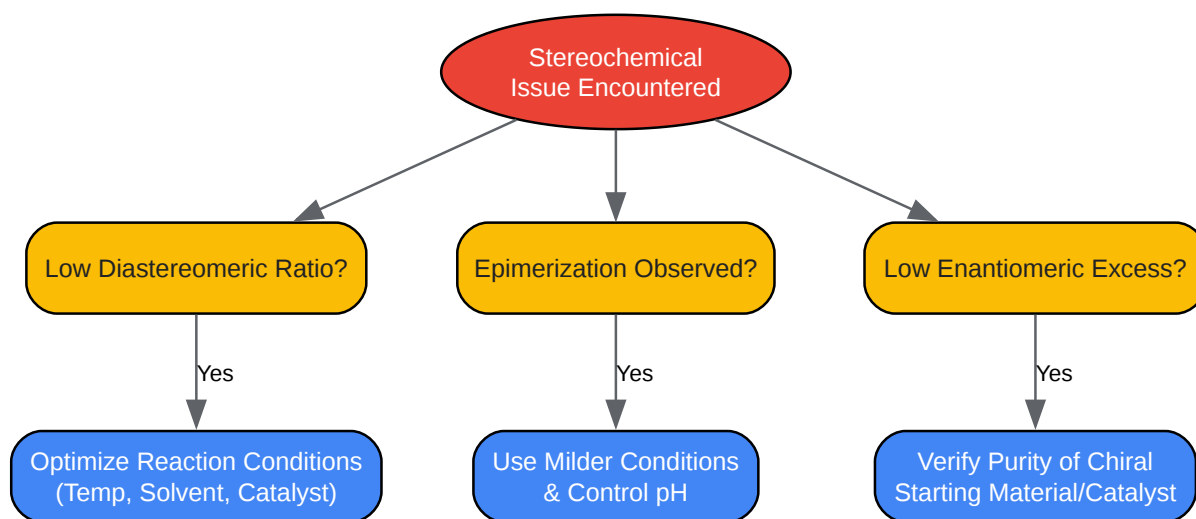 Stereochemical
Issue Encountered
Low Diastereomeric Ratio?
Epimerization Observed?
Low Enantiomeric Excess?
Yes
Yes
Yes
Optimize Reaction Conditions
(Temp, Solvent, Catalyst)
Use Milder Conditions
& Control pH
Verify Purity of Chiral
Starting Material/Catalyst